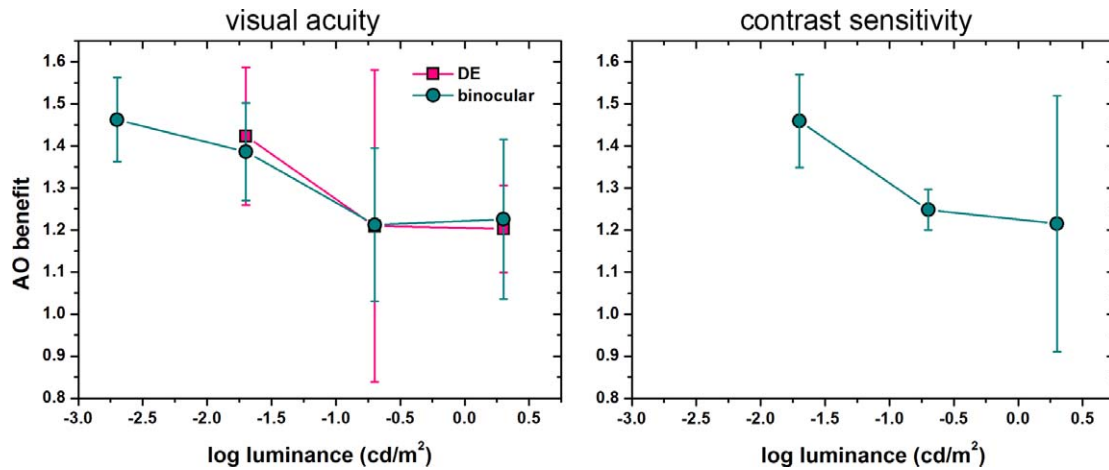 visual acuity
contrast sensitivity
AO benefit
1.6
1.5
1.4
1.3
1.2
1.1
1.0
0.9
0.8
DE
binocular
-3.0 -2.5 -2.0 -1.5 -1.0 -0.5 0.0 0.5
log luminance (cd/m²)
1.6
1.5
1.4
1.3
1.2
1.1
1.0
0.9
0.8
-3.0 -2.5 -2.0 -1.5 -1.0 -0.5 0.0 0.5
log luminance (cd/m²)